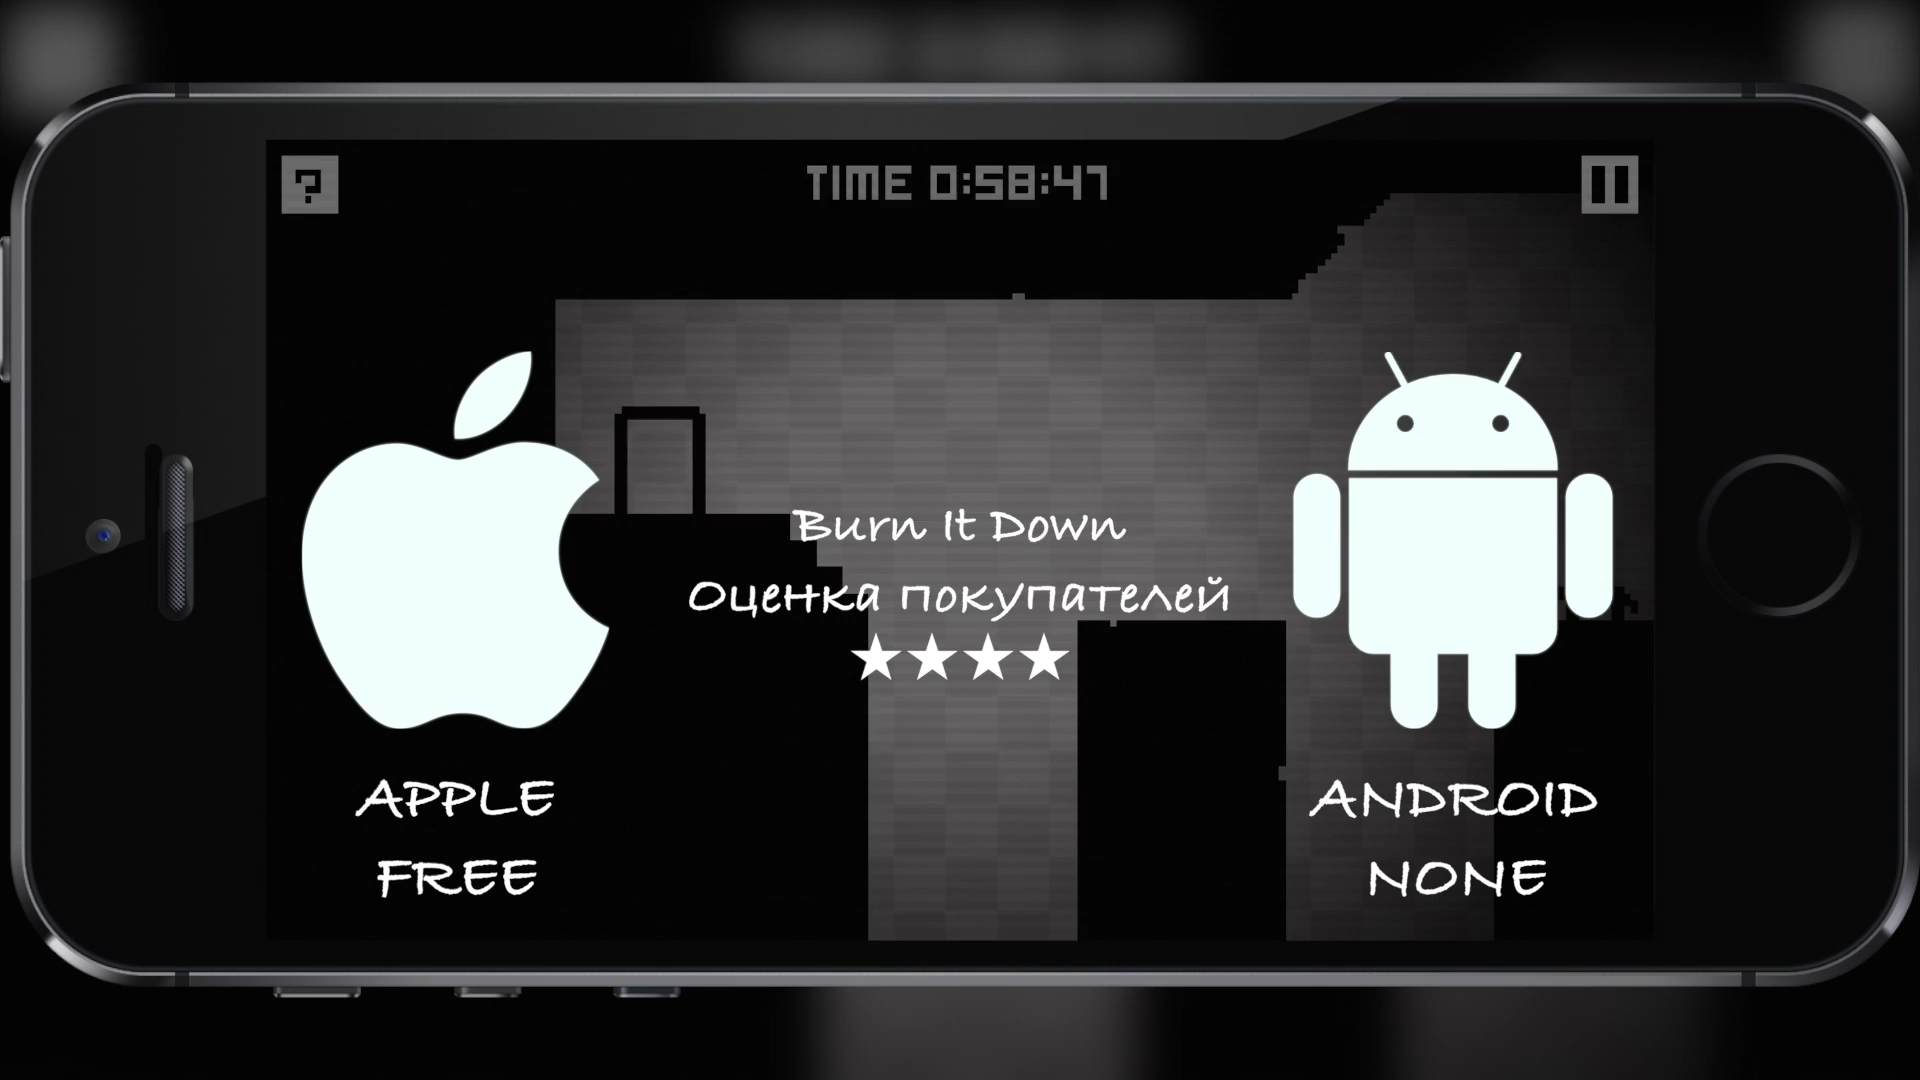 ?
TIME 0:58:47
Burn It Down
Оценка покупателей
★★★★
APPLE
FREE
ANDROID
NONE